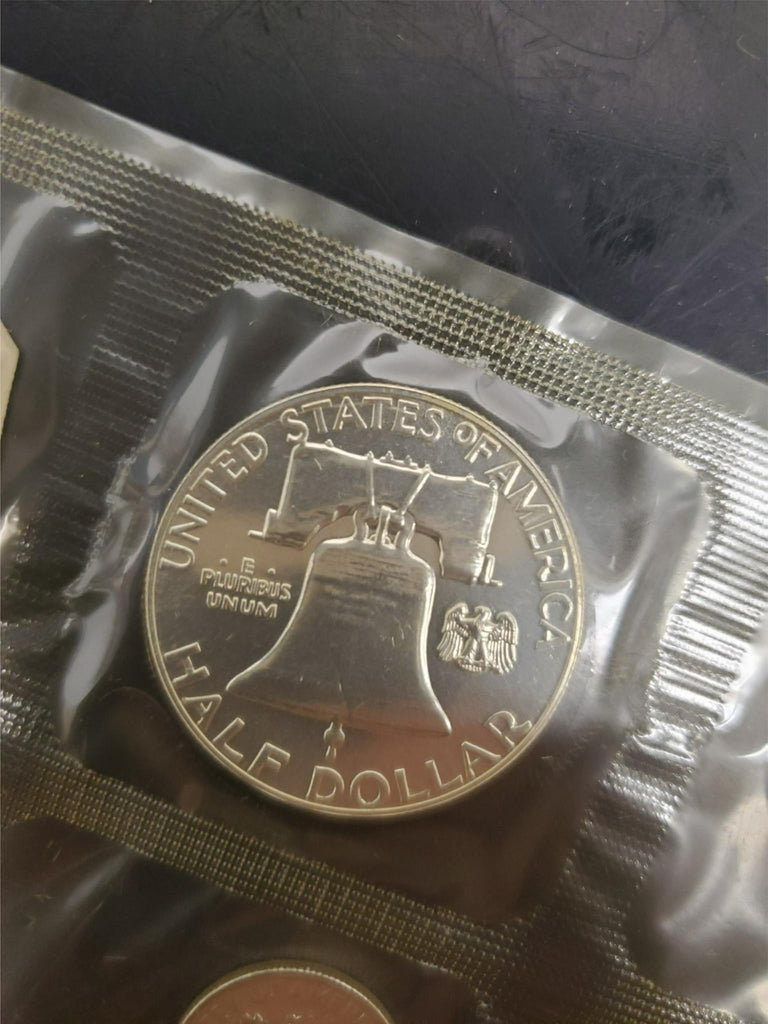 UNITED STATES OF AMERICA
· E ·
PLURIBUS
UNUM
HALF DOLLAR